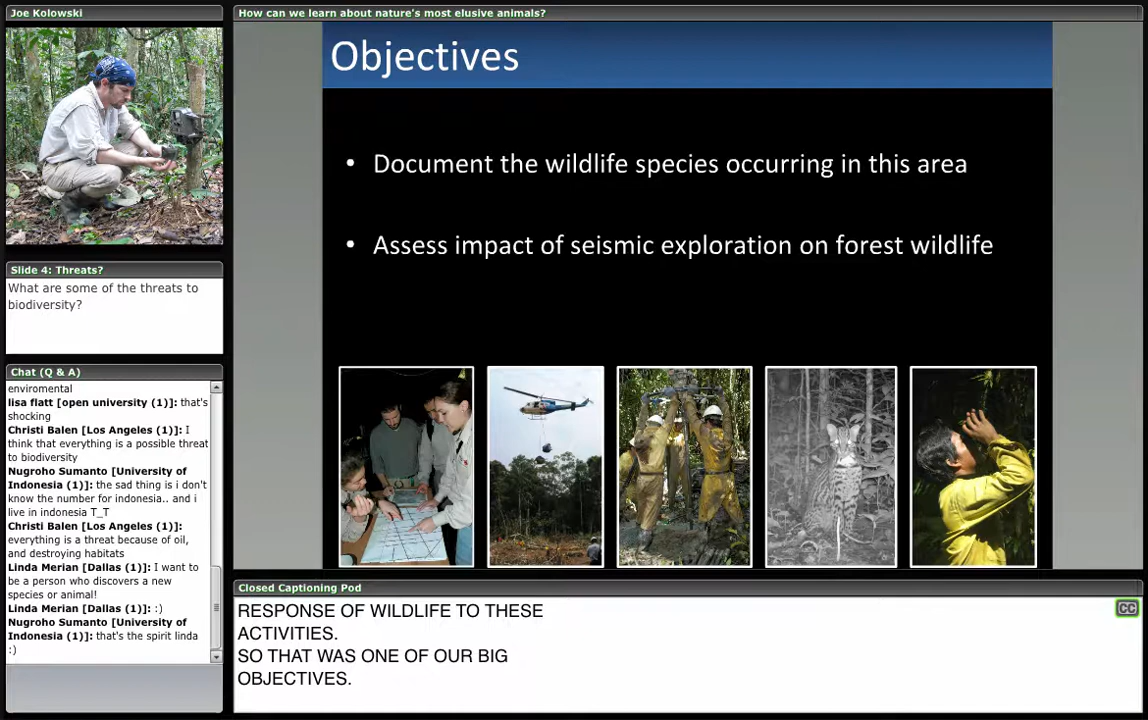 Joe Kolowski
How can we learn about nature's most elusive animals?
Objectives
• Document the wildlife species occurring in this area
• Assess impact of seismic exploration on forest wildlife
Slide 4: Threats?
What are some of the threats to
biodiversity?
Chat (Q & A)
enviromental
lisa flatt [open university (1)]: that's
shocking
Christi Balen [Los Angeles (1)]: I
think that everything is a possible threat
to biodiversity
Nugroho Sumanto [University of
Indonesia (1)]: the sad thing is i don't
know the number for indonesia.. and i
live in indonesia T_T
Christi Balen [Los Angeles (1)]:
everything is a threat because of oil,
and destroying habitats
Linda Merian [Dallas (1)]: I want to
be a person who discovers a new
species or animal!
Linda Merian [Dallas (1)]: :)
Nugroho Sumanto [University of
Indonesia (1)]: that's the spirit linda
:)
Closed Captioning Pod
RESPONSE OF WILDLIFE TO THESE
ACTIVITIES.
SO THAT WAS ONE OF OUR BIG
OBJECTIVES.
CC